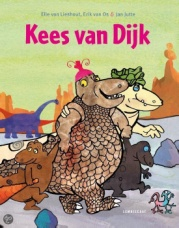 Elle van Lieshout, Erik van Os & Jan Jutte
Kees van Dijk
LEMNISCAAT